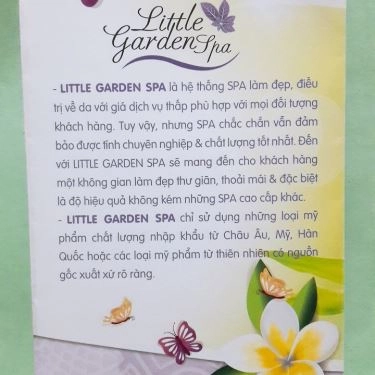 Little
Garden Spa
- LITTLE GARDEN SPA là hệ thống SPA làm đẹp, điều
trị về da với giá dịch vụ thấp phù hợp với mọi đối tượng
khách hàng. Tuy vậy, nhưng SPA chắc chắn vẫn đảm
bảo được tính chuyên nghiệp & chất lượng tốt nhất. Đến
với LITTLE GARDEN SPA sẽ mang đến cho khách hàng
một không gian làm đẹp thư giãn, thoải mái & đặc biệt
là độ hiệu quả không kém những SPA cao cấp khác.
- LITTLE GARDEN SPA chỉ sử dụng những loại mỹ
phẩm chất lượng nhập khẩu từ Châu Âu, Mỹ, Hàn
Quốc hoặc các loại mỹ phẩm từ thiên nhiên có nguồn
gốc xuất xứ rõ ràng.